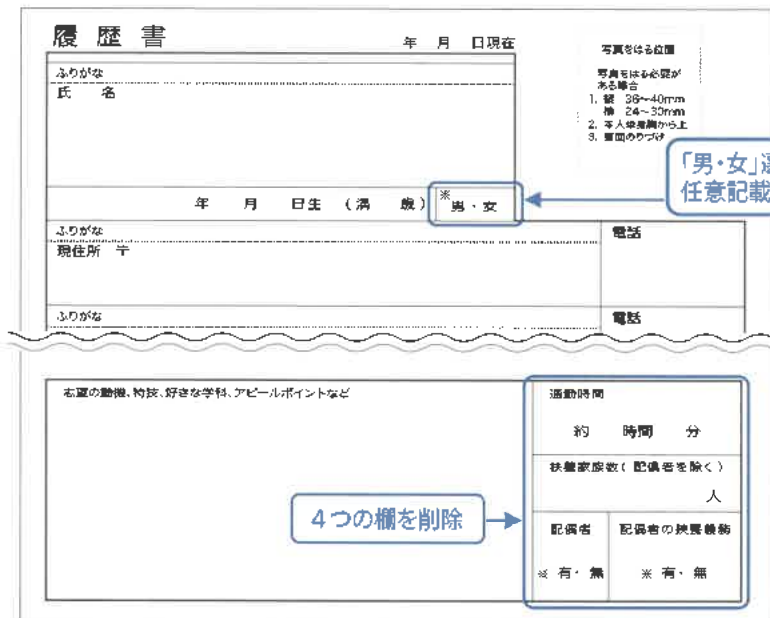 履歴書
年 月 日現在
写真をはる位置
写真をはる必要が
ある場合
1. 縦 36〜40mm
横 24〜30mm
2. 本人単身胸から上
3. 裏面のりづけ
ふりがな
氏 名
年 月 日生 (満 歳)
※
男・女
「男・女」
任意記載
ふりがな
現住所 〒
電話
ふりがな
電話
志望の動機、特技、好きな学科、アピールポイントなど
通勤時間
約 時間 分
扶養家族数(配偶者を除く)
人
4つの欄を削除
配偶者
※ 有・無
配偶者の扶養義務
※ 有・無